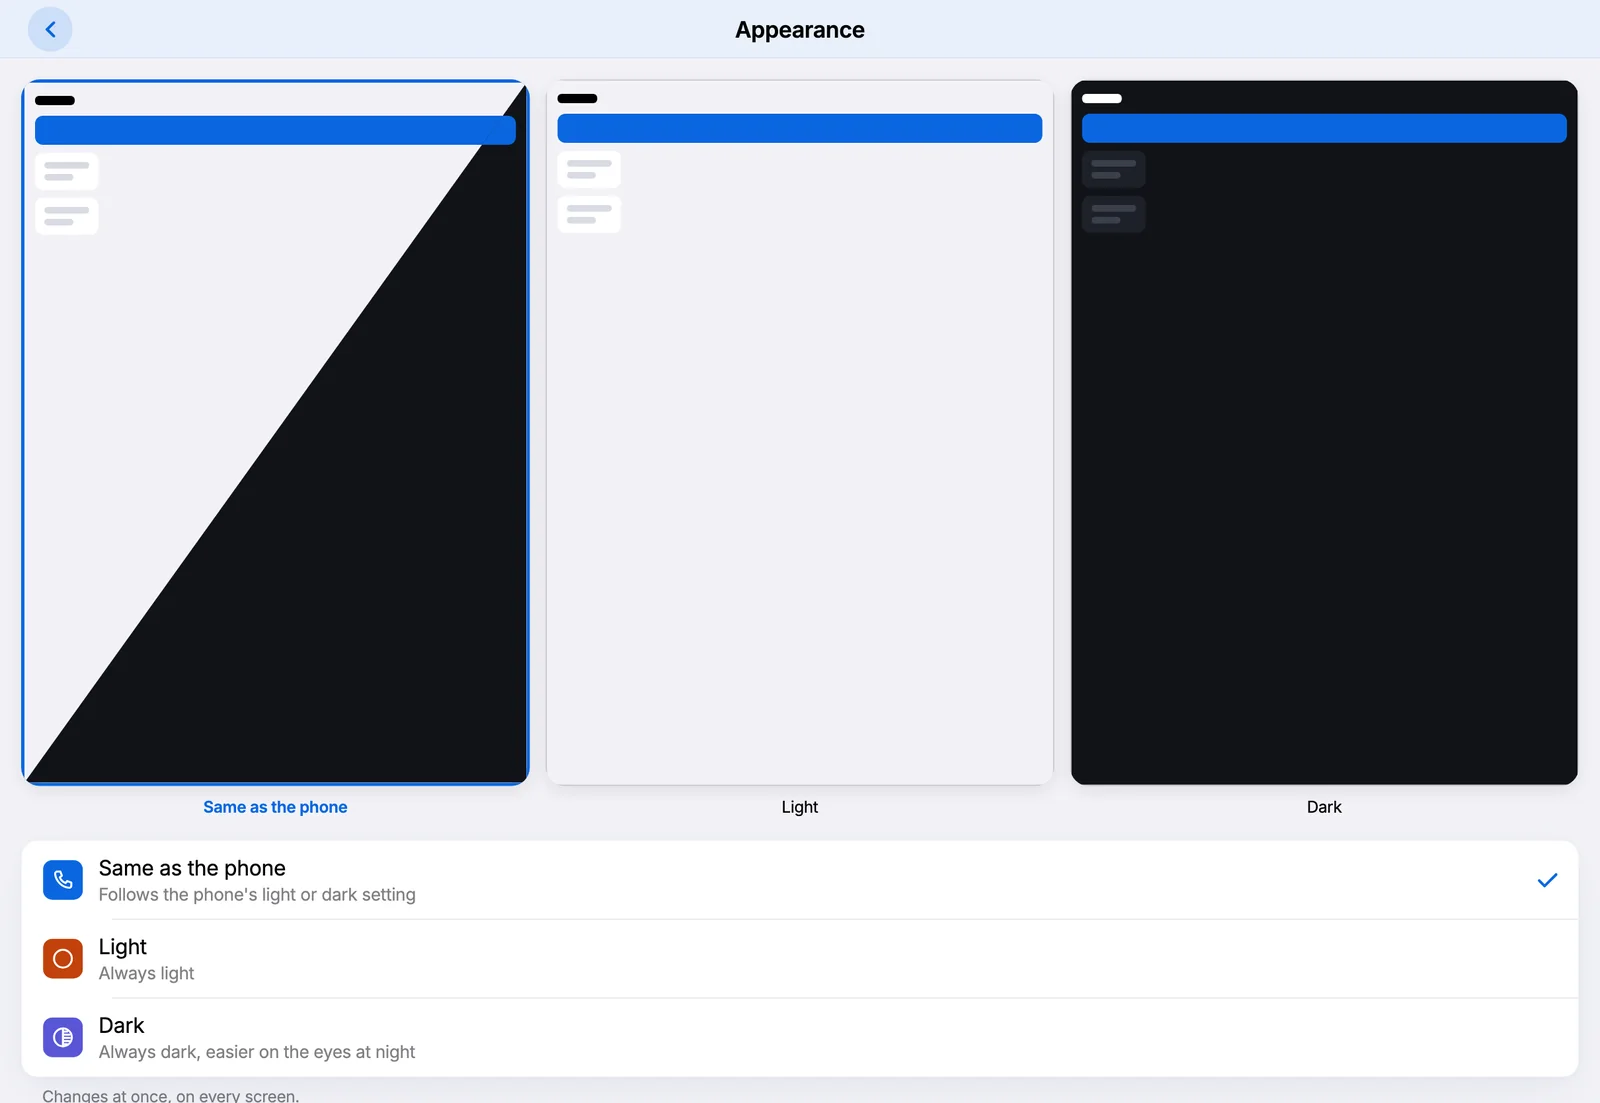 Appearance
Same as the phone
Light
Dark
Same as the phone
Follows the phone's light or dark setting
Light
Always light
Dark
Always dark, easier on the eyes at night
Changes at once, on every screen.